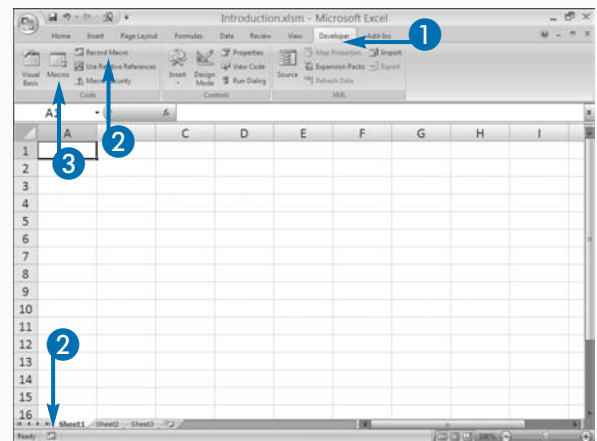 Introduction.xlsm - Microsoft Excel
1
Home Insert Page Layout Formulas Data Review View Developer Add-Ins
Visual Basic
Macros
Record Macro
Use Relative References
Macro Security
Code
Insert
Design Mode
Properties
View Code
Run Dialog
Controls
Source
Map Properties
Expansion Packs
Refresh Data
Import
Export
XML
2
3
A1
fx
A C D E F G H I
1
2
3
4
5
6
7
8
9
10
11
12
13
14
15
16
2
Sheet1 Sheet2 Sheet3
Ready
100%